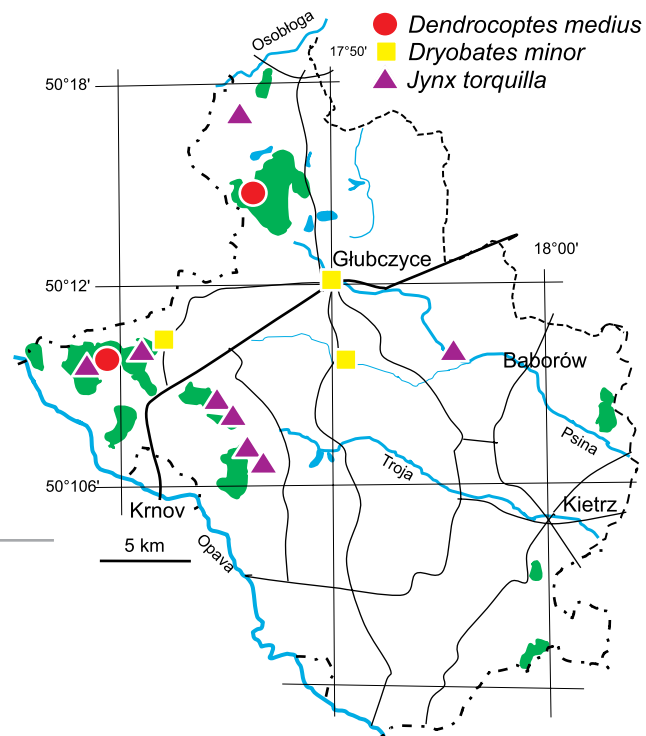 Osobłoga
17°50'
Dendrocoptes medius
Dryobates minor
Jynx torquilla
50°18'
Głubczyce
18°00'
50°12'
Baborów
Psina
Troja
50°106'
Krnov
Kietrz
5 km
Opava